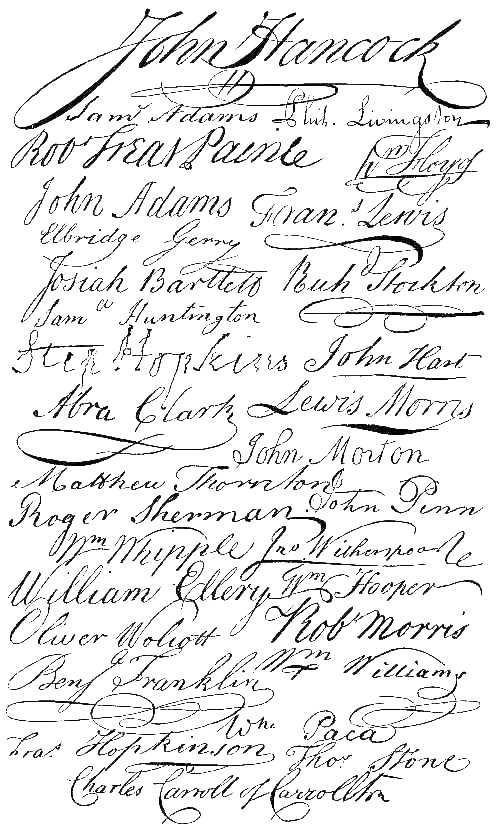 John Hancock
Samˡ Adams Phil. Livingston
Robᵗ Treat Paine Wᵐ Floyd
John Adams Franˢ Lewis
Elbridge Gerry
Josiah Bartlett Richᵈ Stockton
Samᵉˡ Huntington
Step Hopkins John Hart
Abra Clark Lewis Morris
John Morton
Matthew Thornton
Roger Sherman John Penn
Wᵐ Whipple Jnᵒ Witherspoon
William Ellery Wᵐ Hooper
Oliver Wolcott Robᵗ Morris
Benjᵃ Franklin Wᵐ Williams
Wᵐ Paca
Fraˢ Hopkinson Thoˢ Stone
Charles Carroll of Carrollton